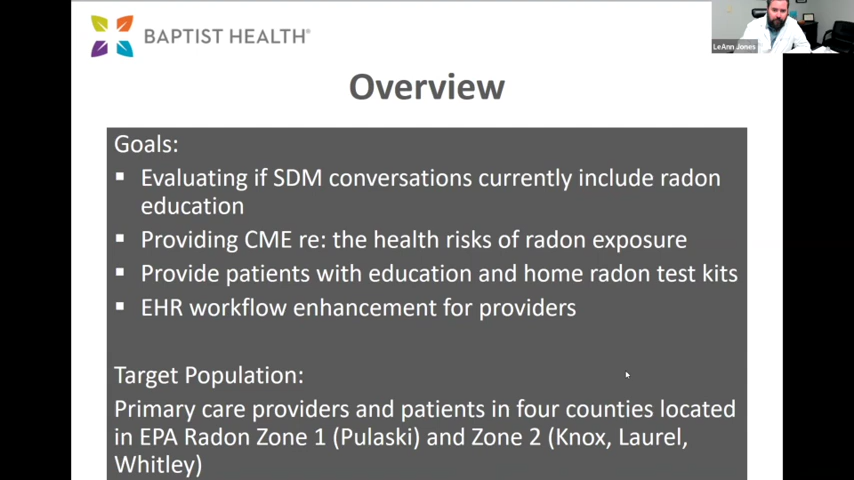 BAPTIST HEALTH®
LeAnn Jones
Overview
Goals:
▪ Evaluating if SDM conversations currently include radon
education
▪ Providing CME re: the health risks of radon exposure
▪ Provide patients with education and home radon test kits
▪ EHR workflow enhancement for providers
Target Population:
Primary care providers and patients in four counties located
in EPA Radon Zone 1 (Pulaski) and Zone 2 (Knox, Laurel,
Whitley)